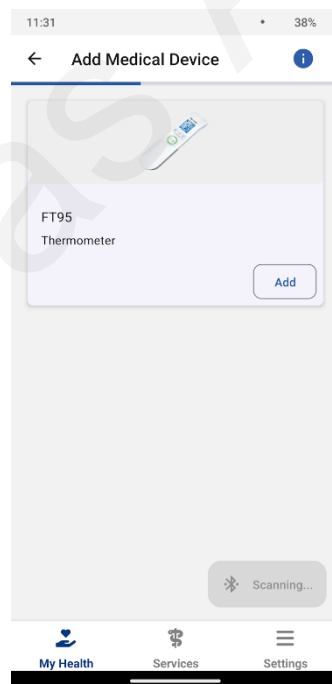 11:31
38%
Add Medical Device
FT95
Thermometer
Add
Scanning...
My Health
Services
Settings